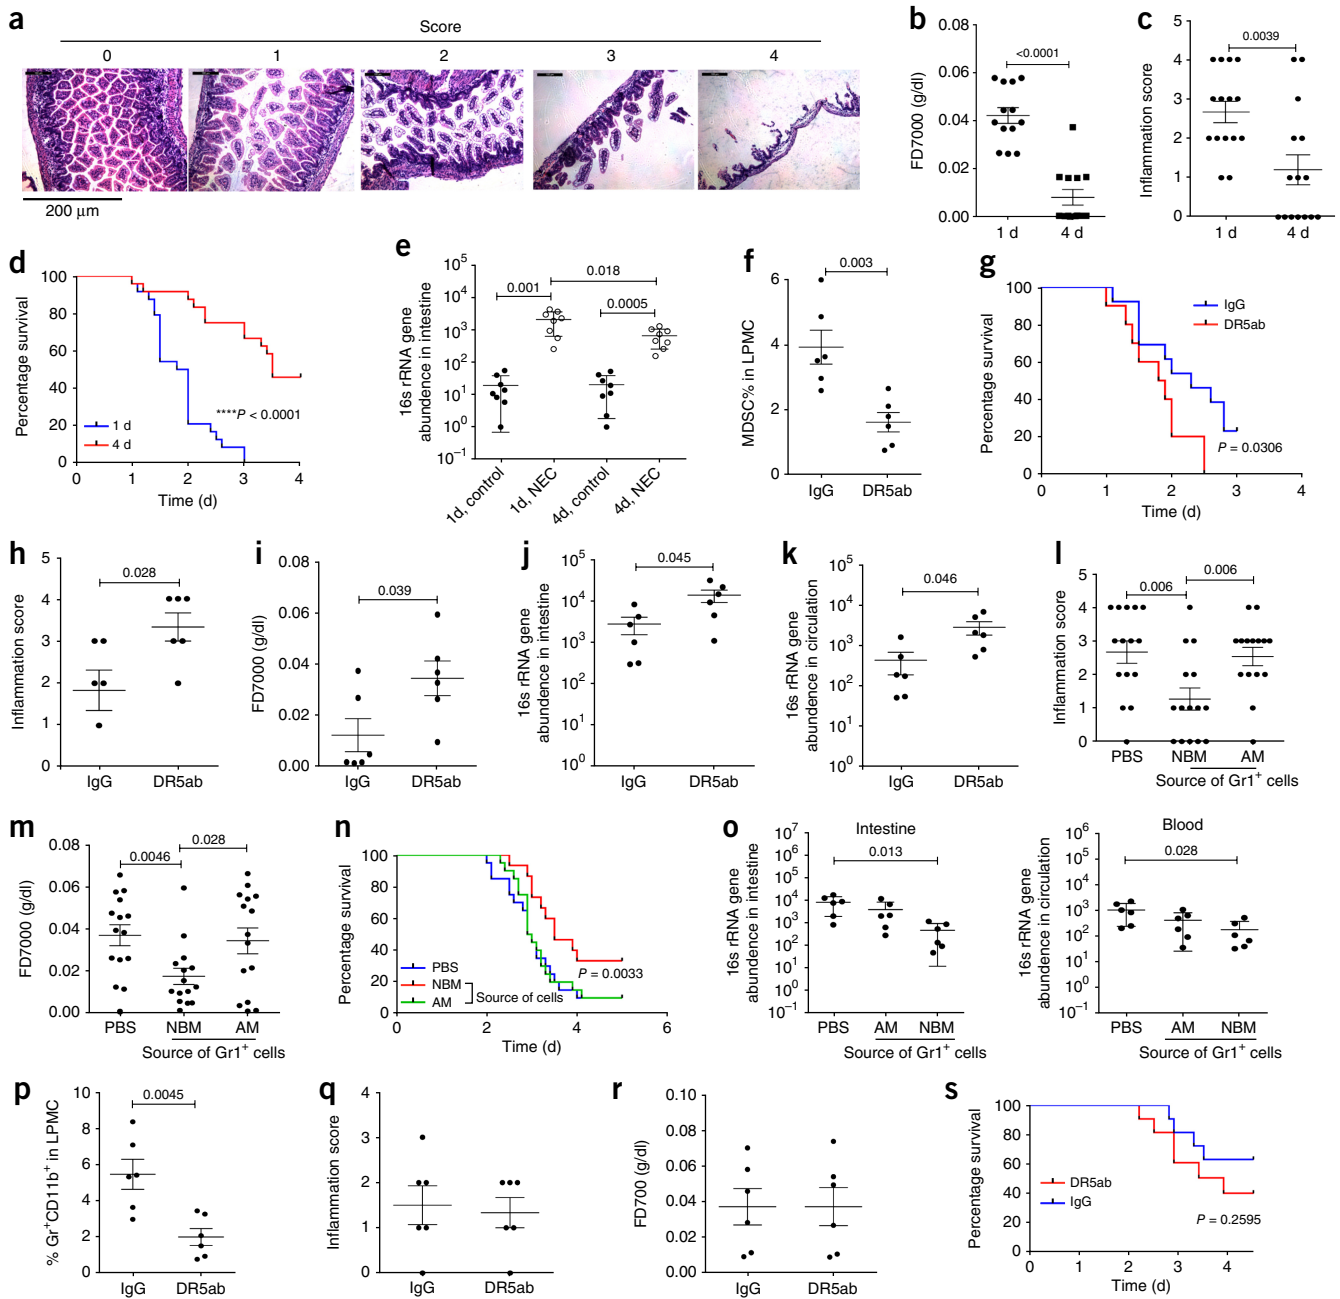 a
Score
0 1 2 3 4
200 μm
b
FD7000 (g/dl)
0.08
0.06
0.04
0.02
0.00
<0.0001
1 d 4 d
c
Inflammation score
5
4
3
2
1
0
0.0039
1 d 4 d
d
Percentage survival
100
80
60
40
20
0
****P < 0.0001
1 d
4 d
0 1 2 3 4
Time (d)
e
16s rRNA gene
abundence in intestine
10^5
10^4
10^3
10^2
10^1
10^0
10^−1
0.018
0.001
0.0005
1d, control
1d, NEC
4d, control
4d, NEC
f
MDSC% in LPMC
6
4
2
0
0.003
IgG DR5ab
g
Percentage survival
100
80
60
40
20
0
IgG
DR5ab
P = 0.0306
0 1 2 3 4
Time (d)
h
Inflammation score
5
4
3
2
1
0
0.028
IgG DR5ab
i
FD7000 (g/dl)
0.08
0.06
0.04
0.02
0.00
0.039
IgG DR5ab
j
16s rRNA gene
abundence in intestine
10^5
10^4
10^3
10^2
10^1
10^0
0.045
IgG DR5ab
k
16s rRNA gene
abundence in circulation
10^5
10^4
10^3
10^2
10^1
10^0
0.046
IgG DR5ab
l
Inflammation score
5
4
3
2
1
0
0.006
0.006
PBS NBM AM
Source of Gr1+ cells
m
FD7000 (g/dl)
0.08
0.06
0.04
0.02
0.00
0.0046
0.028
PBS NBM AM
Source of Gr1+ cells
n
Percentage survival
100
80
60
40
20
0
PBS
NBM
AM
Source of cells
P = 0.0033
0 2 4 6
Time (d)
o
Intestine
16s rRNA gene
abundence in intestine
10^7
10^6
10^5
10^4
10^3
10^2
10^1
10^0
10^−1
0.013
PBS AM NBM
Source of Gr1+ cells
Blood
16s rRNA gene
abundence in circulation
10^6
10^5
10^4
10^3
10^2
10^1
10^0
10^−1
0.028
PBS AM NBM
Source of Gr1+ cells
p
% Gr+CD11b+ in LPMC
10
8
6
4
2
0
0.0045
IgG DR5ab
q
Inflammation score
4
3
2
1
0
IgG DR5ab
r
FD700 (g/dl)
0.10
0.08
0.06
0.04
0.02
0.00
IgG DR5ab
s
Percentage survival
100
80
60
40
20
0
DR5ab
IgG
P = 0.2595
0 1 2 3 4
Time (d)